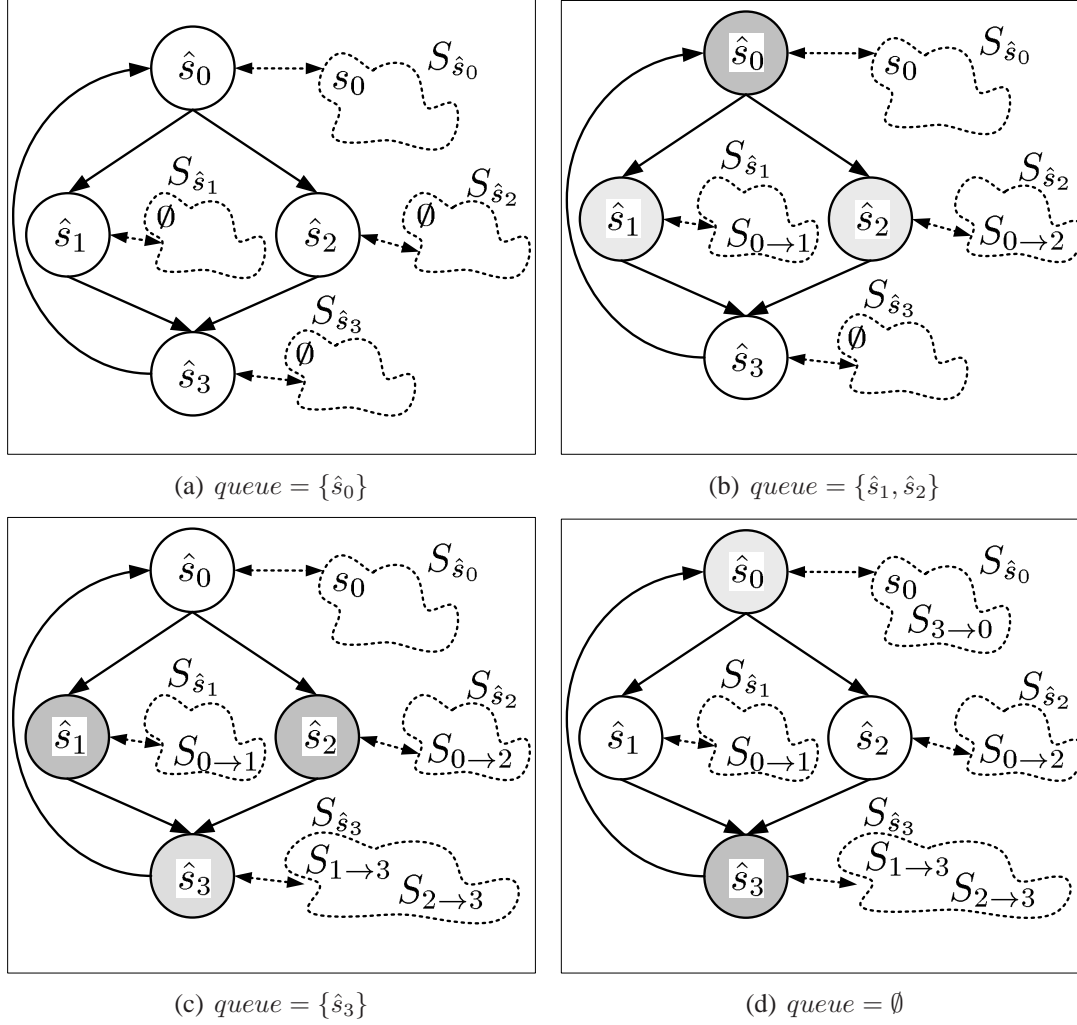 ŝ₀
s₀
S_ŝ₀
ŝ₁
∅
S_ŝ₁
ŝ₂
∅
S_ŝ₂
ŝ₃
∅
S_ŝ₃
(a) queue = {ŝ₀}
ŝ₀
s₀
S_ŝ₀
ŝ₁
S_ŝ₁
S₀→₁
ŝ₂
S_ŝ₂
S₀→₂
ŝ₃
∅
S_ŝ₃
(b) queue = {ŝ₁, ŝ₂}
ŝ₀
s₀
S_ŝ₀
ŝ₁
S_ŝ₁
S₀→₁
ŝ₂
S_ŝ₂
S₀→₂
ŝ₃
S_ŝ₃
S₁→₃
S₂→₃
(c) queue = {ŝ₃}
ŝ₀
s₀
S_ŝ₀
S₃→₀
ŝ₁
S_ŝ₁
S₀→₁
ŝ₂
S_ŝ₂
S₀→₂
ŝ₃
S_ŝ₃
S₁→₃
S₂→₃
(d) queue = ∅